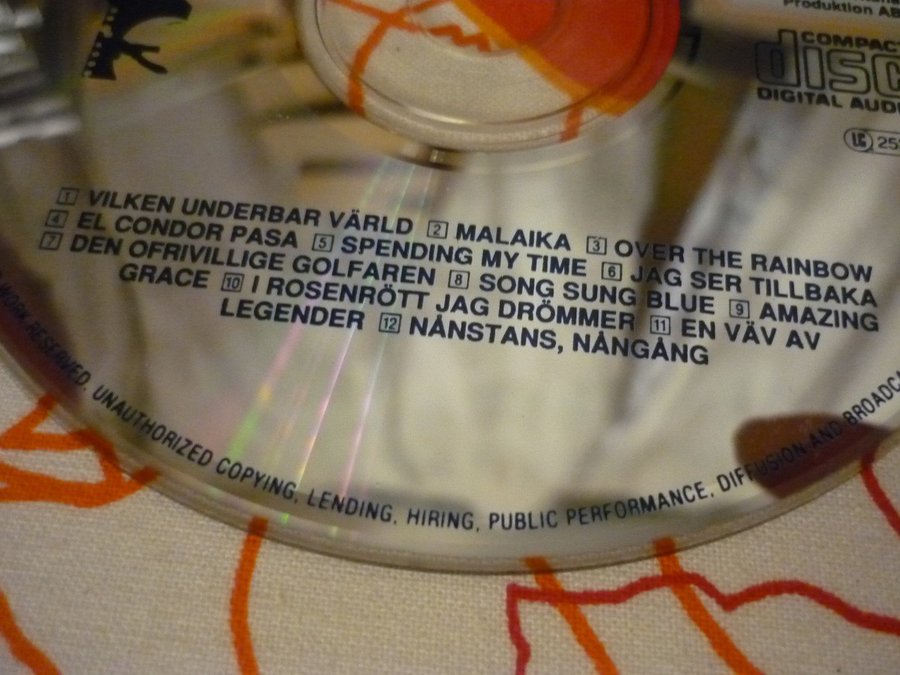 Produktion AB
COMPACT
disc
DIGITAL AUDI
LC
1 VILKEN UNDERBAR VÄRLD 2 MALAIKA 3 OVER THE RAINBOW
4 EL CONDOR PASA 5 SPENDING MY TIME 6 JAG SER TILLBAKA
7 DEN OFRIVILLIGE GOLFAREN 8 SONG SUNG BLUE 9 AMAZING
GRACE 10 I ROSENRÖTT JAG DRÖMMER 11 EN VÄV AV
LEGENDER 12 NÅNSTANS, NÅNGÅNG
WORK RESERVED. UNAUTHORIZED COPYING, LENDING, HIRING, PUBLIC PERFORMANCE, DIFFUSION AND BROADCA